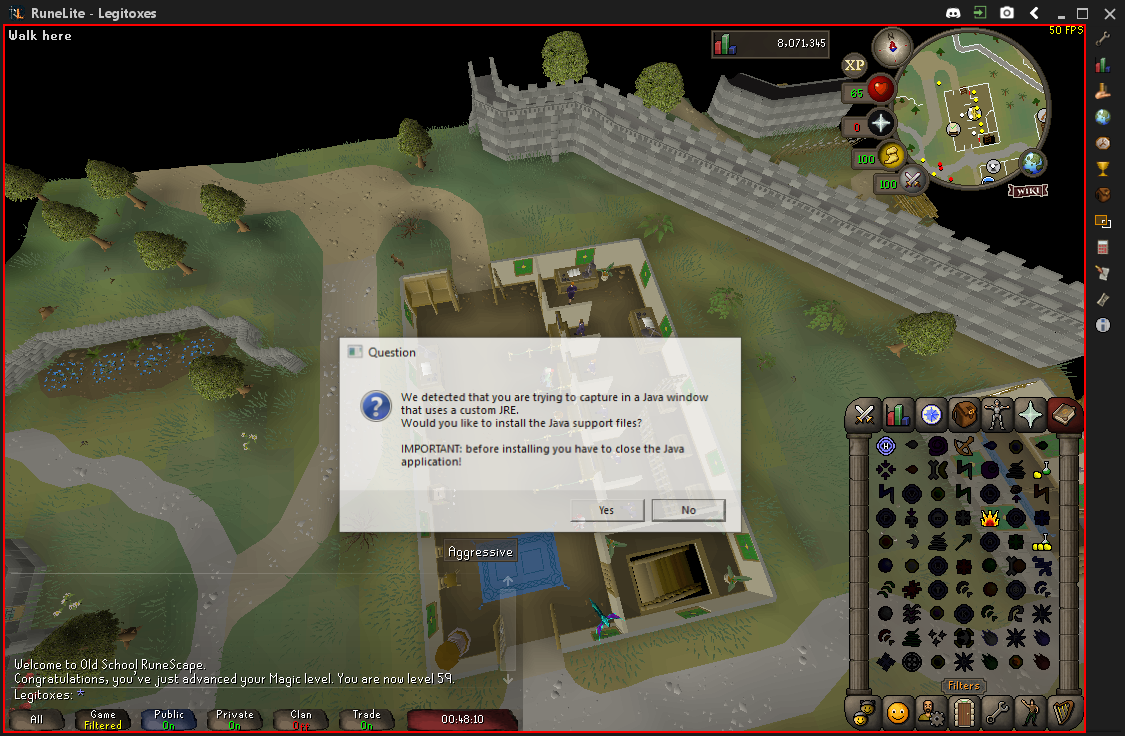 RuneLite - Legitoxes
Walk here
50 FPS
8,071,345
XP
65
0
100
100
WIKI
Question
We detected that you are trying to capture in a Java window
that uses a custom JRE.
Would you like to install the Java support files?
IMPORTANT: before installing you have to close the Java
application!
Yes
No
Aggressive
Filters
Welcome to Old School RuneScape.
Congratulations, you've just advanced your Magic level. You are now level 59.
Legitoxes: *
All
Game
Filtered
Public
On
Private
On
Clan
Off
Trade
On
00:48:10